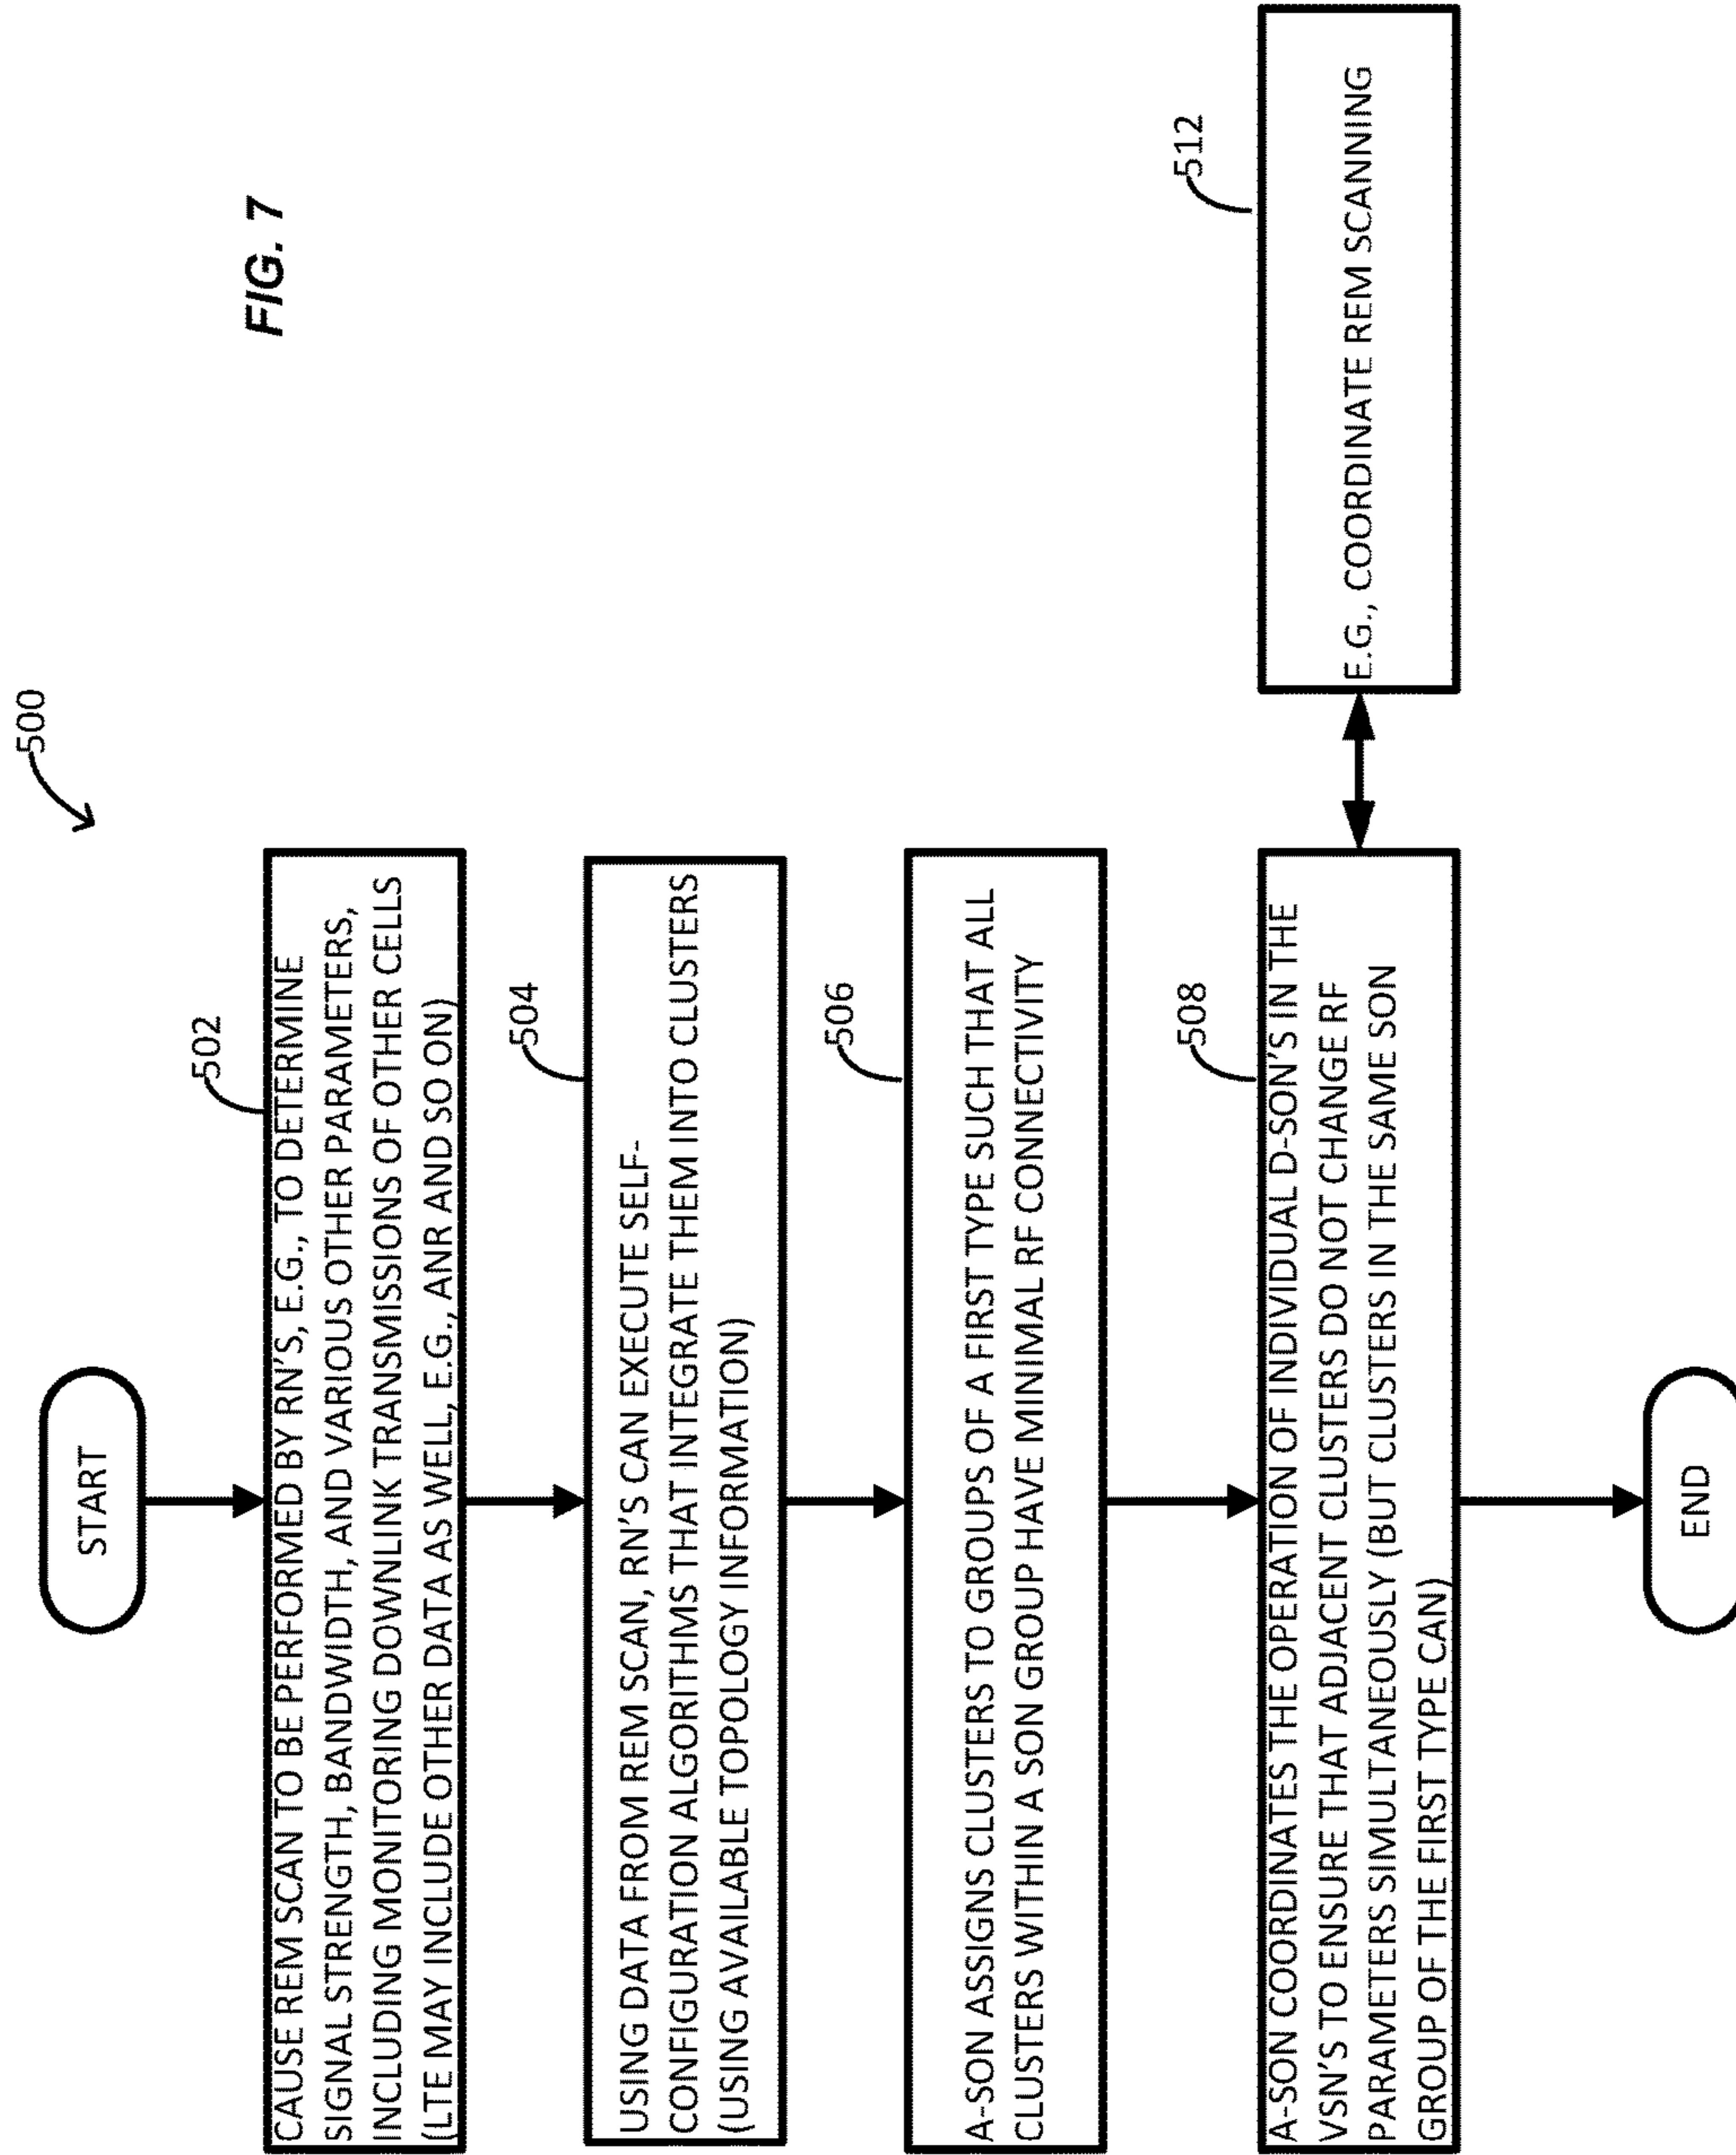 500
FIG. 7
START
502
CAUSE REM SCAN TO BE PERFORMED BY RN'S, E.G., TO DETERMINE
SIGNAL STRENGTH, BANDWIDTH, AND VARIOUS OTHER PARAMETERS,
INCLUDING MONITORING DOWNLINK TRANSMISSIONS OF OTHER CELLS
(LTE MAY INCLUDE OTHER DATA AS WELL, E.G., ANR AND SO ON)
504
USING DATA FROM REM SCAN, RN'S CAN EXECUTE SELF-
CONFIGURATION ALGORITHMS THAT INTEGRATE THEM INTO CLUSTERS
(USING AVAILABLE TOPOLOGY INFORMATION)
506
A-SON ASSIGNS CLUSTERS TO GROUPS OF A FIRST TYPE SUCH THAT ALL
CLUSTERS WITHIN A SON GROUP HAVE MINIMAL RF CONNECTIVITY
508
A-SON COORDINATES THE OPERATION OF INDIVIDUAL D-SON'S IN THE
VSN'S TO ENSURE THAT ADJACENT CLUSTERS DO NOT CHANGE RF
PARAMETERS SIMULTANEOUSLY (BUT CLUSTERS IN THE SAME SON
GROUP OF THE FIRST TYPE CAN)
512
E.G., COORDINATE REM SCANNING
END